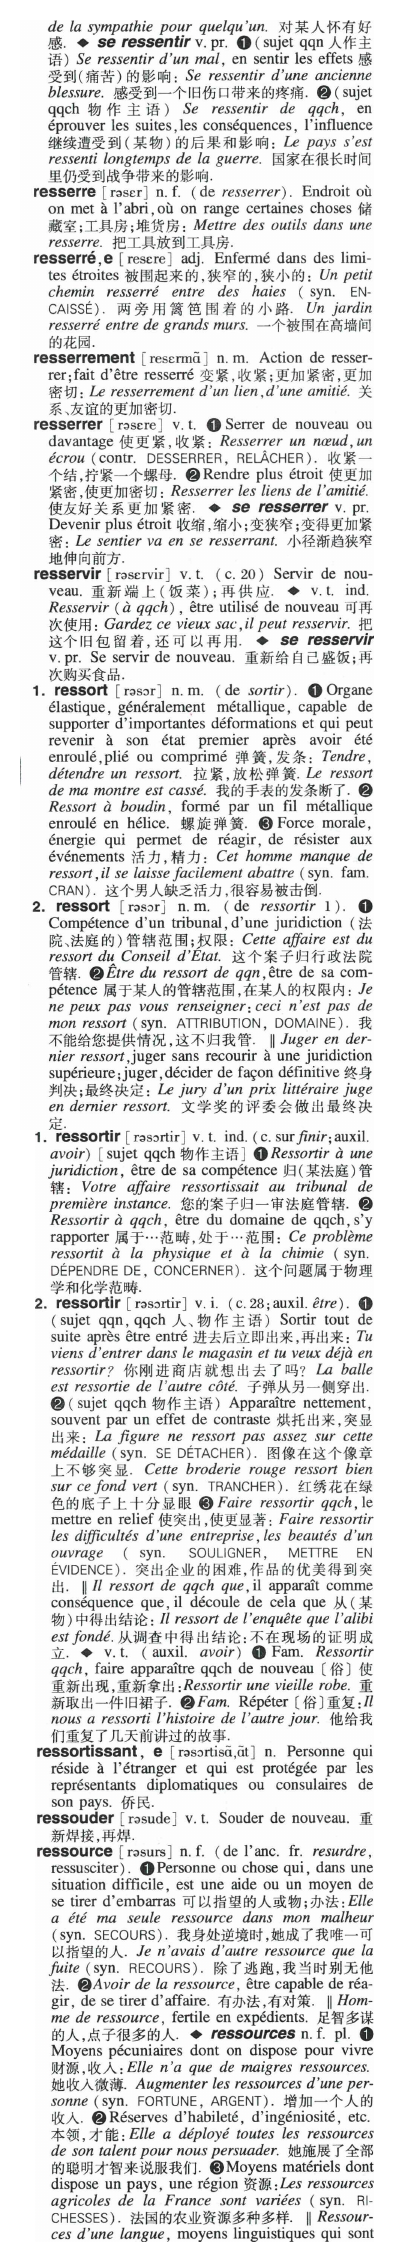 de la sympathie pour quelqu'un. 对某人怀有好
感. ◆ se ressentir v. pr. ❶(sujet qqn 人作主
语) Se ressentir d'un mal, en sentir les effets 感
受到(痛苦)的影响: Se ressentir d'une ancienne
blessure. 感受到一个旧伤口带来的疼痛. ❷(sujet
qqch 物作主语) Se ressentir de qqch, en
éprouver les suites,les conséquences, l'influence
继续遭受到(某物)的后果和影响: Le pays s'est
ressenti longtemps de la guerre. 国家在很长时间
里仍受到战争带来的影响.
resserre [rəsɛr] n. f. (de resserrer). Endroit où
on met à l'abri,où on range certaines choses 储
藏室;工具房;堆货房: Mettre des outils dans une
resserre. 把工具放到工具房.
resserré,e [resɛre] adj. Enfermé dans des limi-
tes étroites 被围起来的,狭窄的,狭小的: Un petit
chemin resserré entre des haies (syn. EN-
CAISSÉ). 两旁用篱笆围着的小路. Un jardin
resserré entre de grands murs. 一个被围在高墙间
的花园.
resserrement [resɛrmɑ̃] n. m. Action de resser-
rer;fait d'être resserré 变紧,收紧;更加紧密,更加
密切: Le resserrement d'un lien,d'une amitié. 关
系、友谊的更加密切.
resserrer [rəsɛre] v. t. ❶ Serrer de nouveau ou
davantage 使更紧,收紧: Resserrer un nœud,un
écrou (contr. DESSERRER, RELÂCHER). 收紧一
个结,拧紧一个螺母. ❷Rendre plus étroit 使更加
紧密,使更加密切: Resserrer les liens de l'amitié.
使友好关系更加紧密. ◆ se resserrer v. pr.
Devenir plus étroit 收缩,缩小;变狭窄;变得更加紧
密: Le sentier va en se resserrant. 小径渐趋狭窄
地伸向前方.
resservir [rəsɛrvir] v. t. (c. 20) Servir de nou-
veau. 重新端上(饭菜);再供应. ◆ v. t. ind.
Resservir (à qqch), être utilisé de nouveau 可再
次使用: Gardez ce vieux sac,il peut resservir. 把
这个旧包留着,还可以再用. ◆ se resservir
v. pr. Se servir de nouveau. 重新给自己盛饭;再
次购买食品.
1. ressort [rəsɔr] n. m. (de sortir). ❶Organe
élastique, généralement métallique, capable de
supporter d'importantes déformations et qui peut
revenir à son état premier après avoir été
enroulé,plié ou comprimé 弹簧,发条: Tendre,
détendre un ressort. 拉紧,放松弹簧. Le ressort
de ma montre est cassé. 我的手表的发条断了. ❷
Ressort à boudin, formé par un fil métallique
enroulé en hélice. 螺旋弹簧. ❸ Force morale,
énergie qui permet de réagir, de résister aux
événements 活力,精力: Cet homme manque de
ressort,il se laisse facilement abattre (syn. fam.
CRAN). 这个男人缺乏活力,很容易被击倒.
2. ressort [rəsɔr] n. m. (de ressortir 1). ❶
Compétence d'un tribunal,d'une juridiction (法
院、法庭的)管辖范围;权限: Cette affaire est du
ressort du Conseil d'État. 这个案子归行政法院
管辖. ❷Être du ressort de qqn,être de sa com-
pétence 属于某人的管辖范围,在某人的权限内: Je
ne peux pas vous renseigner:ceci n'est pas de
mon ressort (syn. ATTRIBUTION, DOMAINE). 我
不能给您提供情况,这不归我管. ‖ Juger en der-
nier ressort,juger sans recourir à une juridiction
supérieure;juger,décider de façon définitive 终身
判决;最终决定: Le jury d'un prix littéraire juge
en dernier ressort. 文学奖的评委会做出最终决
定.
1. ressortir [rəsɔrtir] v. t. ind. (c. sur finir;auxil.
avoir) [sujet qqch 物作主语] ❶Ressortir à une
juridiction, être de sa compétence 归(某法庭)管
辖: Votre affaire ressortissait au tribunal de
première instance. 您的案子归一审法庭管辖. ❷
Ressortir à qqch, être du domaine de qqch,s'y
rapporter 属于…范畴,处于…范围: Ce problème
ressortit à la physique et à la chimie (syn.
DÉPENDRE DE, CONCERNER). 这个问题属于物理
学和化学范畴.
2. ressortir [rəsɔrtir] v. i. (c.28;auxil. être). ❶
(sujet qqn, qqch 人、物作主语) Sortir tout de
suite après être entré 进去后立即出来,再出来: Tu
viens d'entrer dans le magasin et tu veux déjà en
ressortir? 你刚进商店就想出去了吗? La balle
est ressortie de l'autre côté. 子弹从另一侧穿出.
❷(sujet qqch 物作主语) Apparaître nettement,
souvent par un effet de contraste 烘托出来,突显
出来: La figure ne ressort pas assez sur cette
médaille (syn. SE DÉTACHER). 图像在这个像章
上不够突显. Cette broderie rouge ressort bien
sur ce fond vert (syn. TRANCHER). 红绣花在绿
色的底子上十分显眼 ❸ Faire ressortir qqch,le
mettre en relief 使突出,使更显著: Faire ressortir
les difficultés d'une entreprise,les beautés d'un
ouvrage ( syn. SOULIGNER, METTRE EN
ÉVIDENCE). 突出企业的困难,作品的优美得到突
出. ‖ Il ressort de qqch que,il apparaît comme
conséquence que,il découle de cela que 从(某
物)中得出结论: Il ressort de l'enquête que l'alibi
est fondé.从调查中得出结论:不在现场的证明成
立. ◆ v. t. (auxil. avoir) ❶ Fam. Ressortir
qqch, faire apparaître qqch de nouveau [俗] 使
重新出现,重新拿出:Ressortir une vieille robe. 重
新取出一件旧裙子. ❷Fam. Répéter [俗]重复:Il
nous a ressorti l'histoire de l'autre jour. 他给我
们重复了几天前讲过的故事.
ressortissant, e [rəsɔrtisɑ̃,ɑ̃t] n. Personne qui
réside à l'étranger et qui est protégée par les
représentants diplomatiques ou consulaires de
son pays. 侨民.
ressouder [rəsude] v. t. Souder de nouveau. 重
新焊接,再焊.
ressource [rəsurs] n. f. (de l'anc. fr. resurdre,
ressusciter). ❶Personne ou chose qui, dans une
situation difficile, est une aide ou un moyen de
se tirer d'embarras 可以指望的人或物;办法:Elle
a été ma seule ressource dans mon malheur
(syn. SECOURS). 我身处逆境时,她成了我唯一可
以指望的人. Je n'avais d'autre ressource que la
fuite (syn. RECOURS). 除了逃跑,我当时别无他
法. ❷Avoir de la ressource, être capable de réa-
gir, de se tirer d'affaire. 有办法,有对策. ‖ Hom-
me de ressource, fertile en expédients. 足智多谋
的人,点子很多的人. ◆ ressources n. f. pl. ❶
Moyens pécuniaires dont on dispose pour vivre
财源,收入:Elle n'a que de maigres ressources.
她收入微薄. Augmenter les ressources d'une per-
sonne (syn. FORTUNE, ARGENT). 增加一个人的
收入. ❷Réserves d'habileté, d'ingéniosité, etc.
本领,才能:Elle a déployé toutes les ressources
de son talent pour nous persuader. 她施展了全部
的聪明才智来说服我们. ❸Moyens matériels dont
dispose un pays, une région 资源:Les ressources
agricoles de la France sont variées (syn. RI-
CHESSES). 法国的农业资源多种多样. ‖ Ressour-
ces d'une langue, moyens linguistiques qui sont